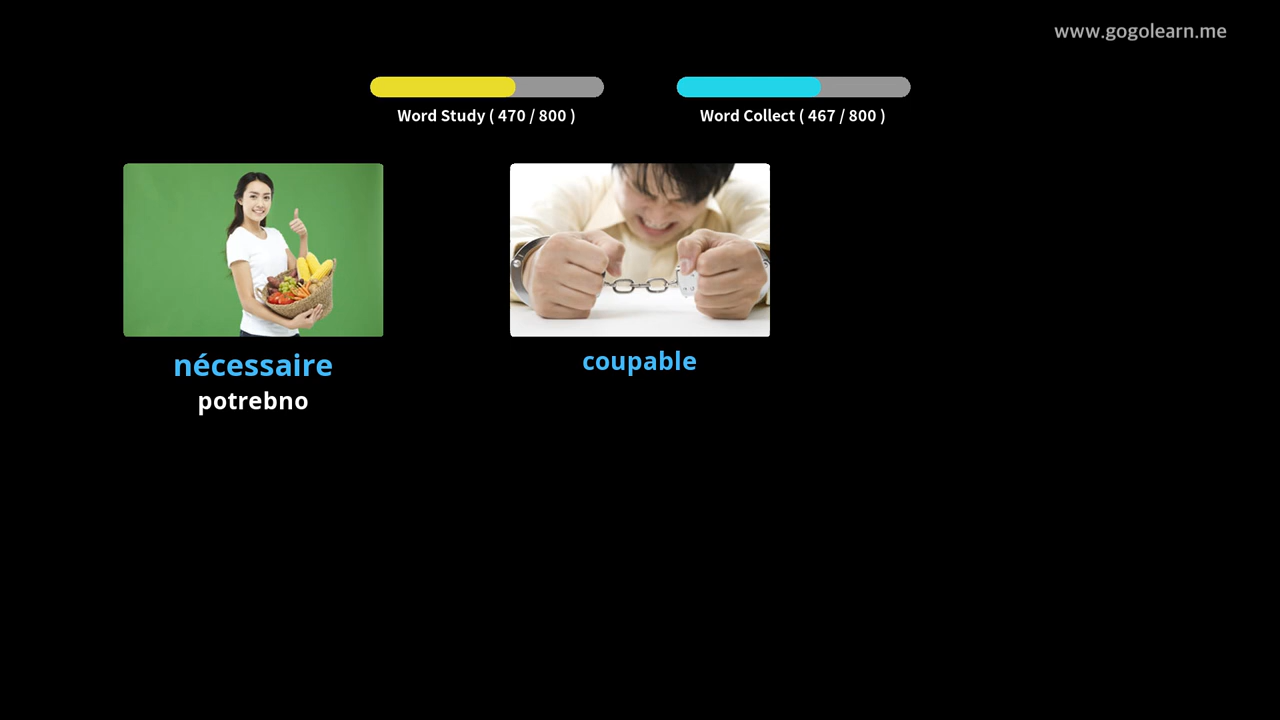 www.gogolearn.me
Word Study ( 470 / 800 )
Word Collect ( 467 / 800 )
nécessaire
potrebno
coupable